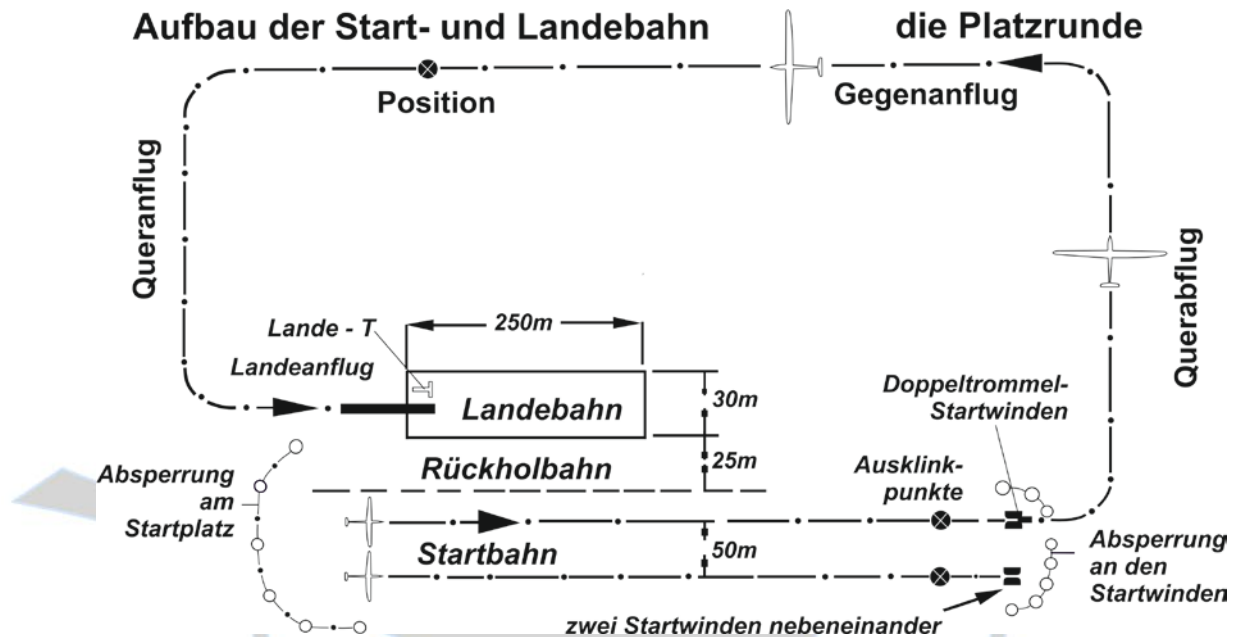 Aufbau der Start- und Landebahn
die Platzrunde
Position
Gegenanflug
Queranflug
Querabflug
250m
Lande - T
Landeanflug
Landebahn
30m
25m
Rückholbahn
Doppeltrommel-
Startwinden
Absperrung
am
Startplatz
Ausklink-
punkte
Startbahn
50m
Absperrung
an den
Startwinden
zwei Startwinden nebeneinander